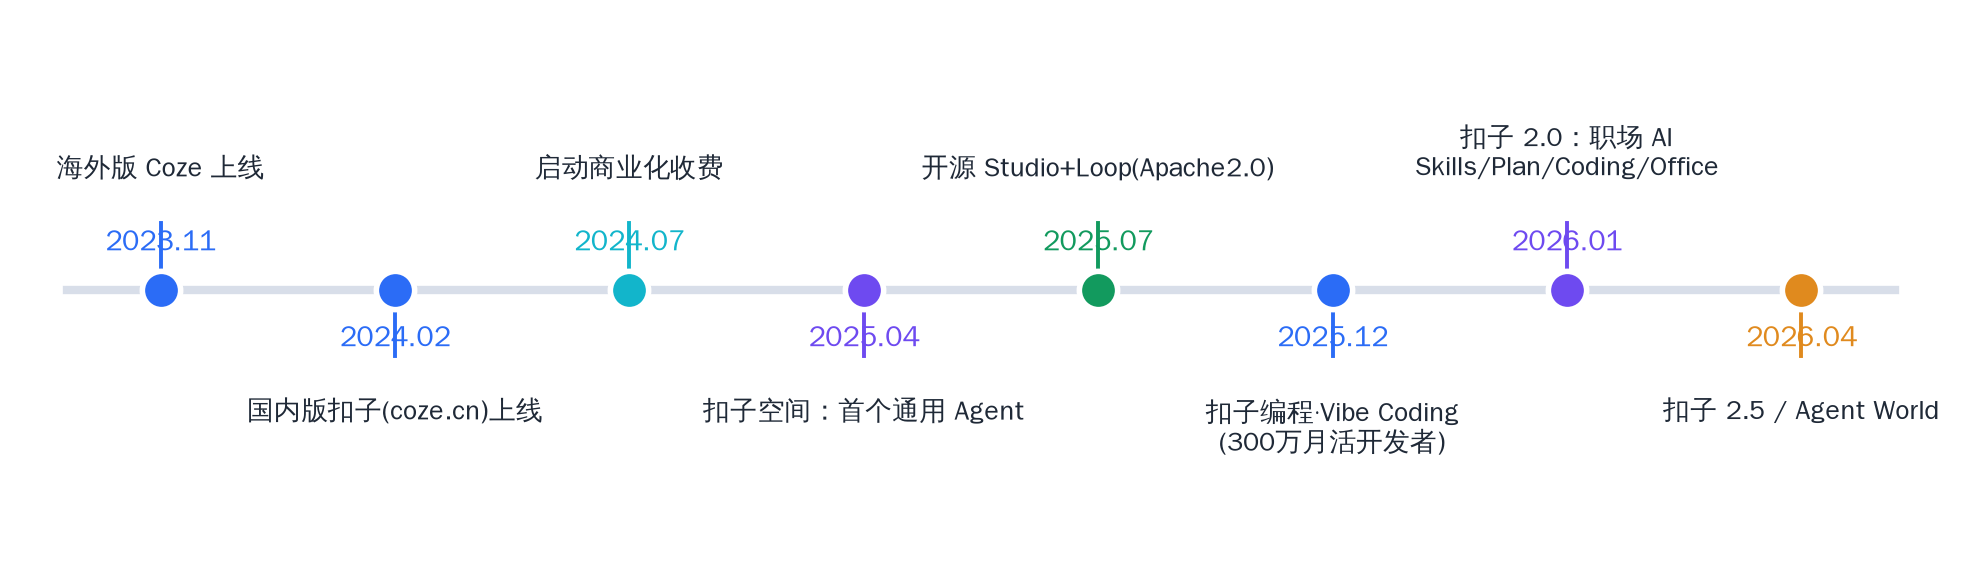 海外版 Coze 上线
2023.11
2024.02
国内版扣子(coze.cn)上线
启动商业化收费
2024.07
2025.04
扣子空间：首个通用 Agent
开源 Studio+Loop(Apache2.0)
2025.07
2025.12
扣子编程·Vibe Coding
(300万月活开发者)
扣子 2.0：职场 AI
Skills/Plan/Coding/Office
2026.01
2026.04
扣子 2.5 / Agent World